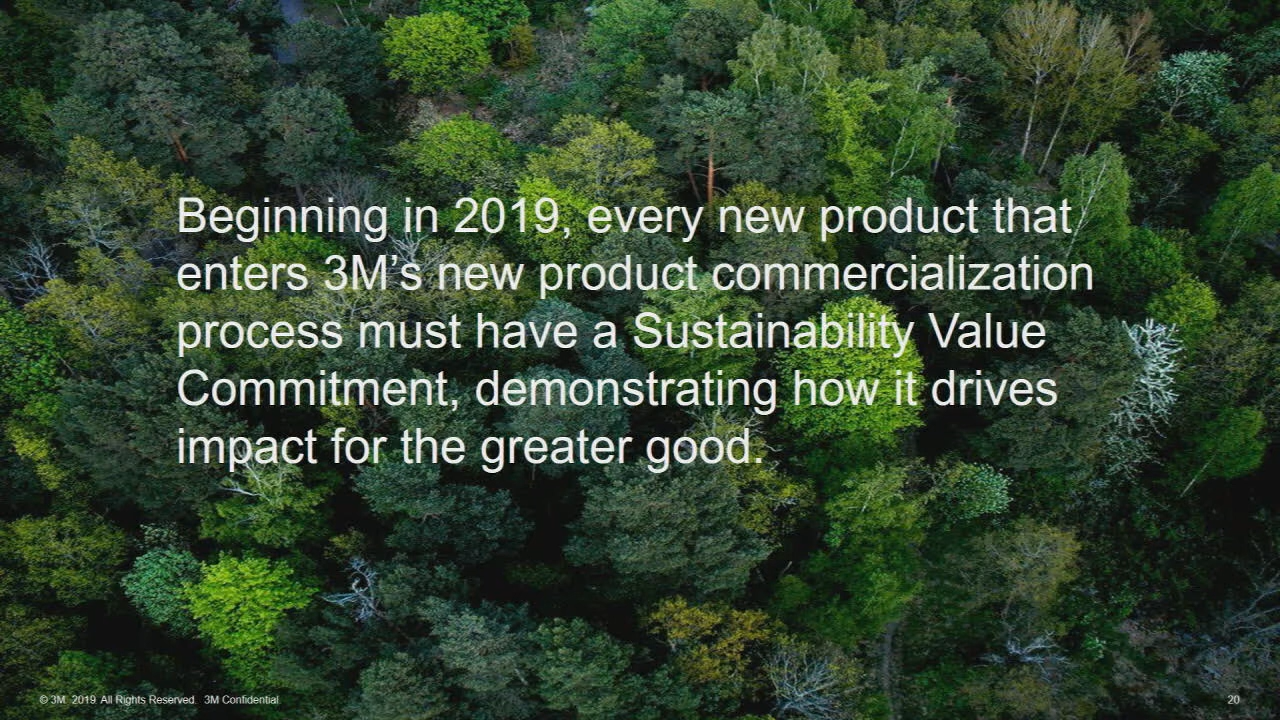 Beginning in 2019, every new product that
enters 3M’s new product commercialization
process must have a Sustainability Value
Commitment, demonstrating how it drives
impact for the greater good.
© 3M 2019 All Rights Reserved. 3M Confidential.
20